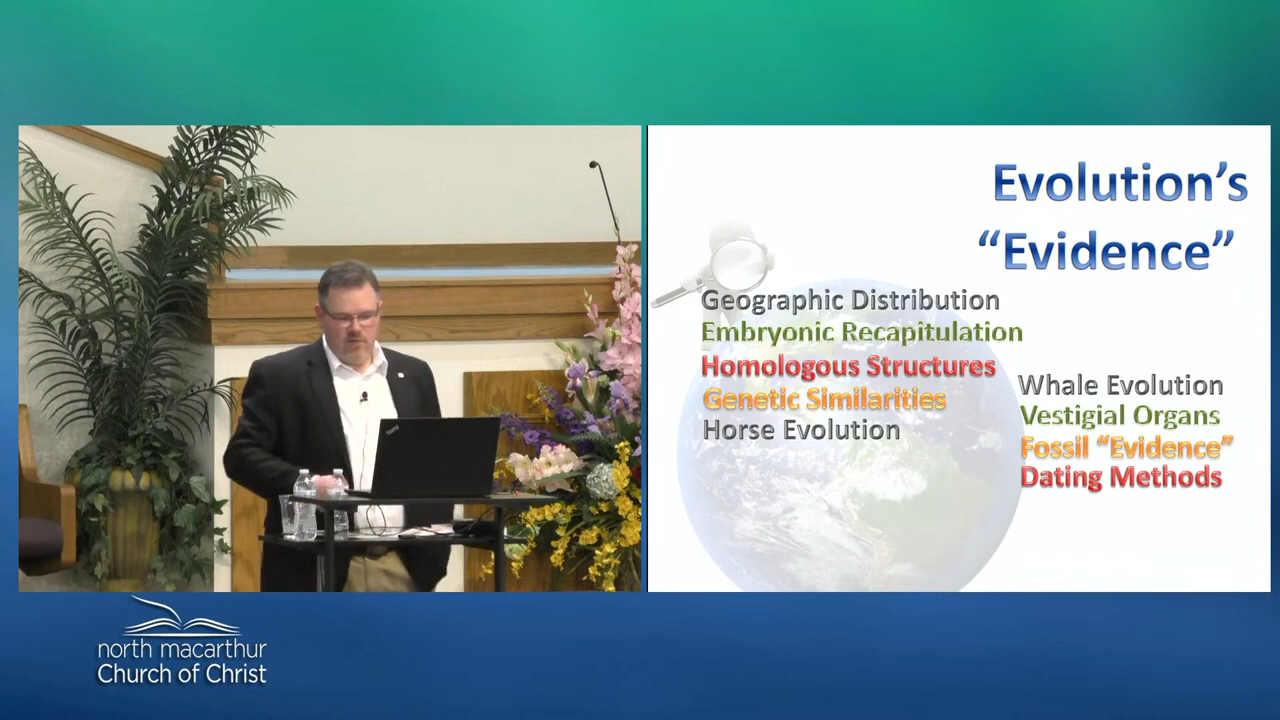 Evolution's
"Evidence"
Geographic Distribution
Embryonic Recapitulation
Homologous Structures
Genetic Similarities
Horse Evolution
Whale Evolution
Vestigial Organs
Fossil "Evidence"
Dating Methods
north macarthur
Church of Christ